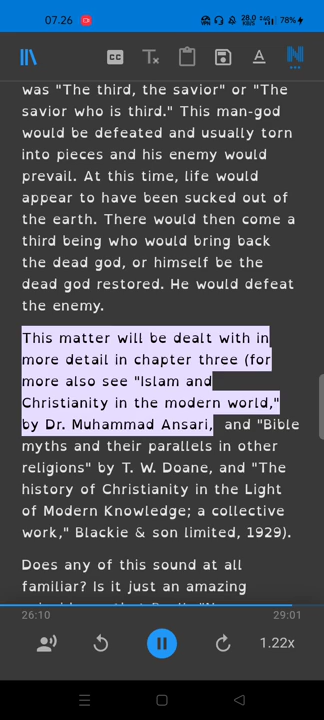 07.26
28.0 KB/s
78%
CC
was "The third, the savior" or "The
savior who is third." This man-god
would be defeated and usually torn
into pieces and his enemy would
prevail. At this time, life would
appear to have been sucked out of
the earth. There would then come a
third being who would bring back
the dead god, or himself be the
dead god restored. He would defeat
the enemy.
This matter will be dealt with in
more detail in chapter three (for
more also see "Islam and
Christianity in the modern world,"
by Dr. Muhammad Ansari, and "Bible
myths and their parallels in other
religions" by T. W. Doane, and "The
history of Christianity in the Light
of Modern Knowledge; a collective
work," Blackie & son limited, 1929).
Does any of this sound at all
familiar? Is it just an amazing
26:10
29:01
1.22x